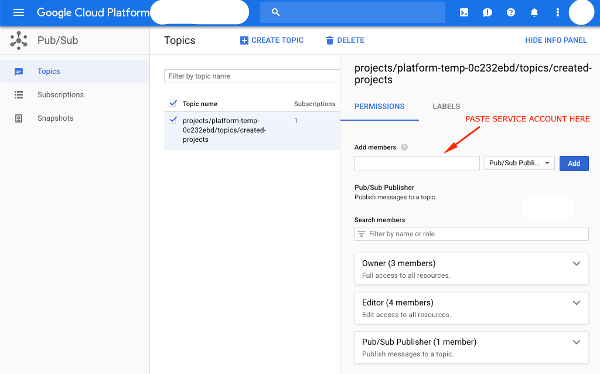 Google Cloud Platform
Pub/Sub
Topics
Subscriptions
Snapshots
Topics
CREATE TOPIC
DELETE
HIDE INFO PANEL
Filter by topic name
Topic name
Subscriptions
projects/platform-temp-
0c232ebd/topics/created-
projects
1
projects/platform-temp-0c232ebd/topics/created-
projects
PERMISSIONS
LABELS
PASTE SERVICE ACCOUNT HERE
Add members
Pub/Sub Publi...
Add
Pub/Sub Publisher
Publish messages to a topic.
Search members
Filter by name or role
Owner (3 members)
Full access to all resources.
Editor (4 members)
Edit access to all resources.
Pub/Sub Publisher (1 member)
Publish messages to a topic.